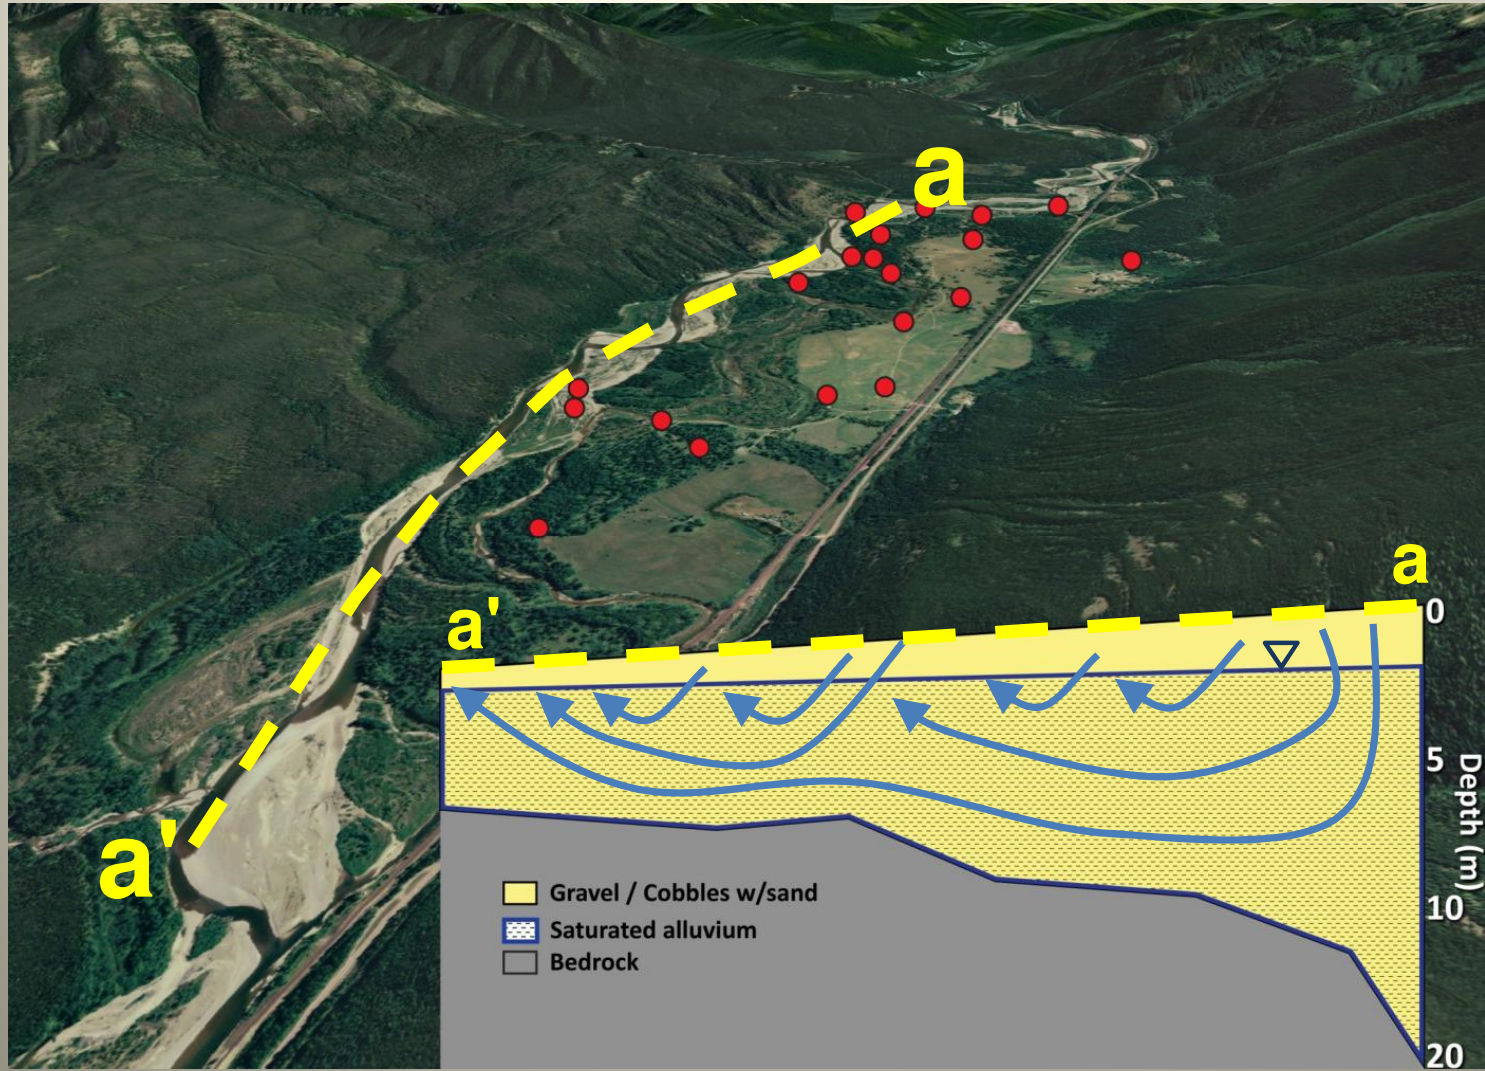 a
a'
a
a'
0
5
10
20
Depth (m)
Gravel / Cobbles w/sand
Saturated alluvium
Bedrock